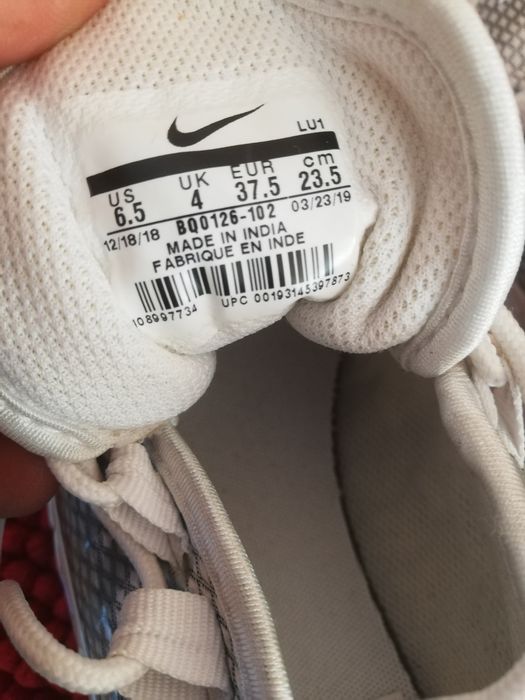 LU1
US UK EUR cm
6.5 4 37.5 23.5
12/18/18 BQ0126-102 03/23/19
MADE IN INDIA
FABRIQUE EN INDE
UPC 00193145397873